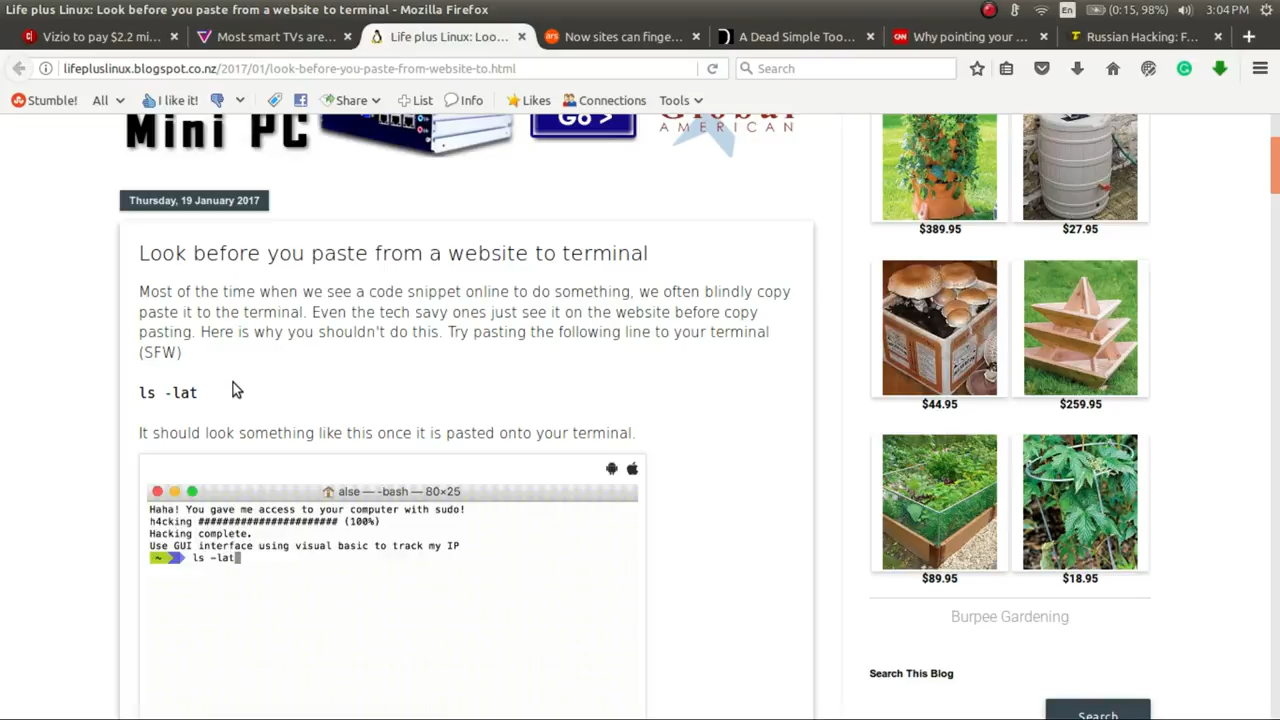 Life plus Linux: Look before you paste from a website to terminal - Mozilla Firefox
En
(0:15, 98%)
3:04PM
Vizio to pay $2.2 mi...
Most smart TVs are...
Life plus Linux: Loo...
Now sites can finge...
A Dead Simple Too...
Why pointing your ...
Russian Hacking: F...
lifepluslinux.blogspot.co.nz/2017/01/look-before-you-paste-from-website-to.html
Search
Stumble!
All
I like it!
Share
List
Info
Likes
Connections
Tools
Mini PC
GO >
Global
AMERICAN
Thursday, 19 January 2017
Look before you paste from a website to terminal
Most of the time when we see a code snippet online to do something, we often blindly copy
paste it to the terminal. Even the tech savy ones just see it on the website before copy
pasting. Here is why you shouldn't do this. Try pasting the following line to your terminal
(SFW)
ls -lat
It should look something like this once it is pasted onto your terminal.
alse — -bash — 80×25
Haha! You gave me access to your computer with sudo!
h4cking ####################### (100%)
Hacking complete.
Use GUI interface using visual basic to track my IP
~ ls -lat
$389.95
$27.95
$44.95
$259.95
$89.95
$18.95
Burpee Gardening
Search This Blog
Search